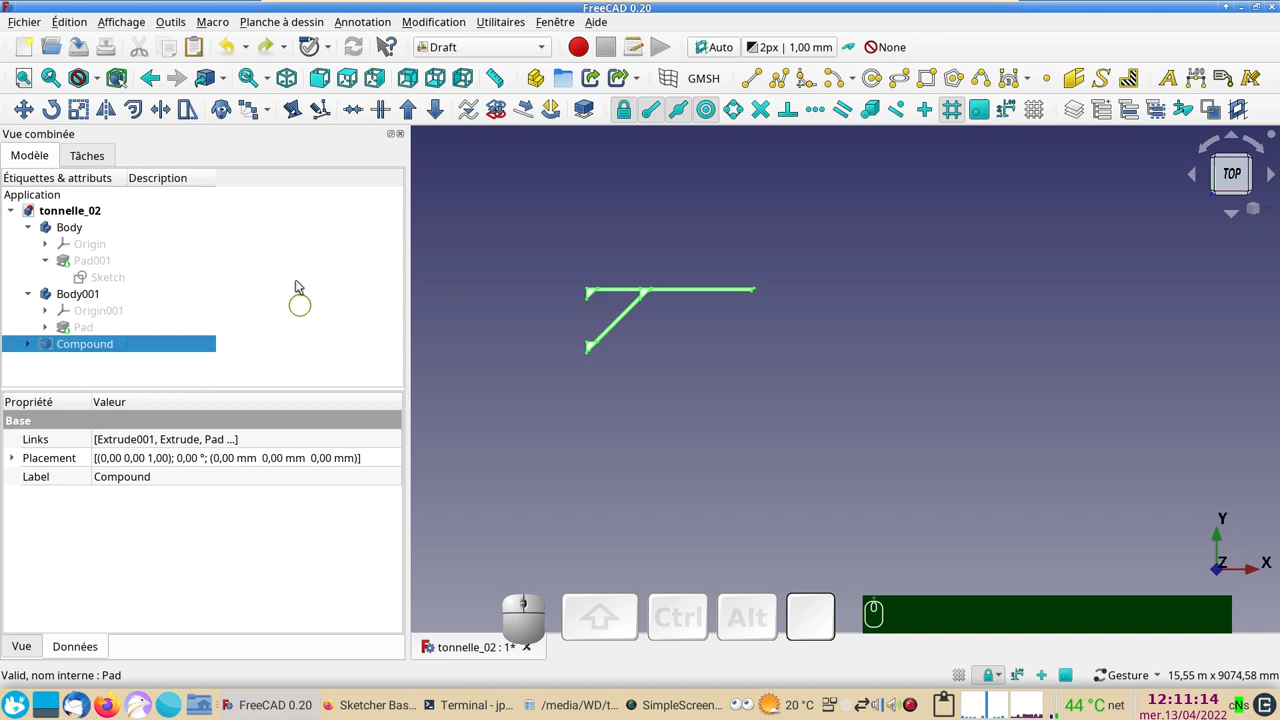 FreeCAD 0.20
Fichier Édition Affichage Outils Macro Planche à dessin Annotation Modification Utilitaires Fenêtre Aide
Draft Auto 2px | 1,00 mm None
GMSH
Vue combinée
Modèle Tâches
Étiquettes & attributs Description
Application
tonnelle_02
Body
Origin
Pad001
Sketch
Body001
Origin001
Pad
Compound
TOP
Propriété Valeur
Base
Links [Extrude001, Extrude, Pad ...]
Placement [(0,00 0,00 1,00); 0,00 °; (0,00 mm 0,00 mm 0,00 mm)]
Label Compound
Y
Z X
Ctrl Alt
Vue Données
tonnelle_02 : 1*
Valid, nom interne : Pad
Gesture 15,55 m x 9074,58 mm
FreeCAD 0.20 Sketcher Bas... Terminal - jp... /media/WD/t... SimpleScreen... 20 °C 44 °C net 12:11:14
mer.13/04/2022